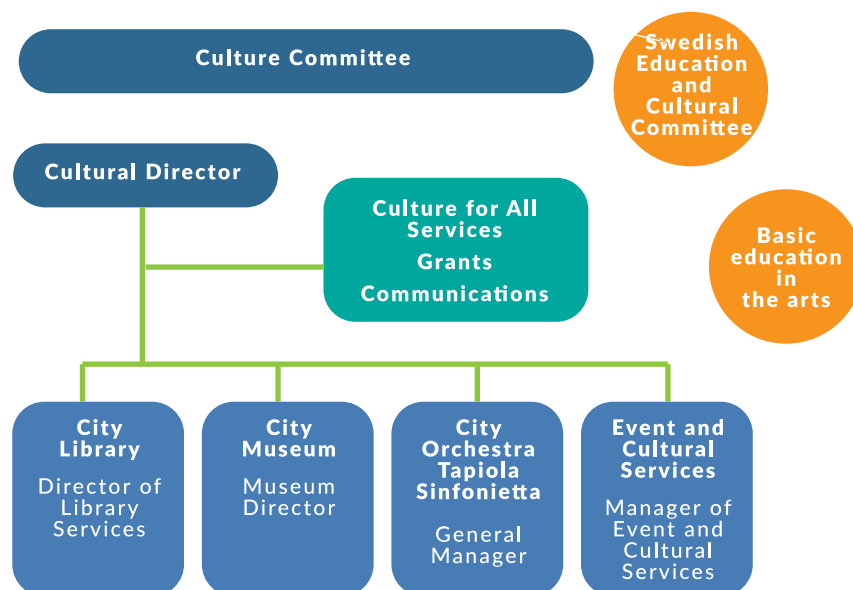 Culture Committee
Swedish
Education
and
Cultural
Committee
Cultural Director
Culture for All
Services
Grants
Communications
Basic
education
in
the arts
City
Library
Director of
Library
Services
City
Museum
Museum
Director
City
Orchestra
Tapiola
Sinfonietta
General
Manager
Event and
Cultural
Services
Manager of
Event and
Cultural
Services